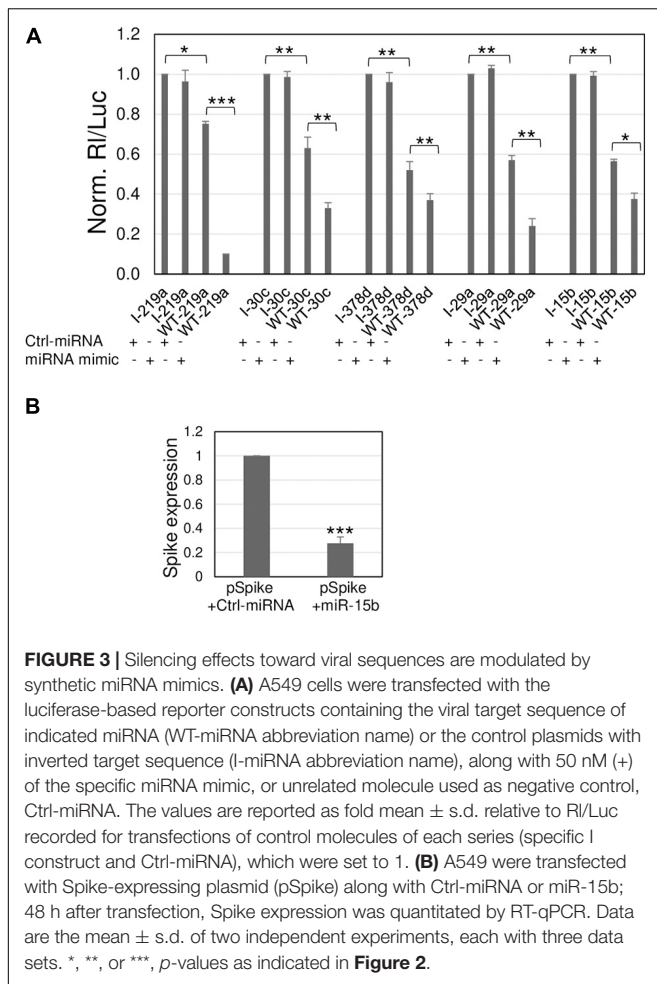 A
1.2
1.0
0.8
0.6
0.4
0.2
0.0
Norm. Rl/Luc
* *** ** ** ** ** ** ** ** *
I-219a I-219a WT-219a WT-219a I-30c I-30c WT-30c WT-30c I-378d I-378d WT-378d WT-378d I-29a I-29a WT-29a WT-29a I-15b I-15b WT-15b WT-15b
Ctrl-miRNA + - + - + - + - + - + - + - + - + - + -
miRNA mimic - + - + - + - + - + - + - + - + - + - +
B
1.2
1
0.8
0.6
0.4
0.2
0
Spike expression
***
pSpike pSpike
+Ctrl-miRNA +miR-15b
FIGURE 3 | Silencing effects toward viral sequences are modulated by
synthetic miRNA mimics. (A) A549 cells were transfected with the
luciferase-based reporter constructs containing the viral target sequence of
indicated miRNA (WT-miRNA abbreviation name) or the control plasmids with
inverted target sequence (I-miRNA abbreviation name), along with 50 nM (+)
of the specific miRNA mimic, or unrelated molecule used as negative control,
Ctrl-miRNA. The values are reported as fold mean ± s.d. relative to Rl/Luc
recorded for transfections of control molecules of each series (specific I
construct and Ctrl-miRNA), which were set to 1. (B) A549 were transfected
with Spike-expressing plasmid (pSpike) along with Ctrl-miRNA or miR-15b;
48 h after transfection, Spike expression was quantitated by RT-qPCR. Data
are the mean ± s.d. of two independent experiments, each with three data
sets. *, **, or ***, p-values as indicated in Figure 2.